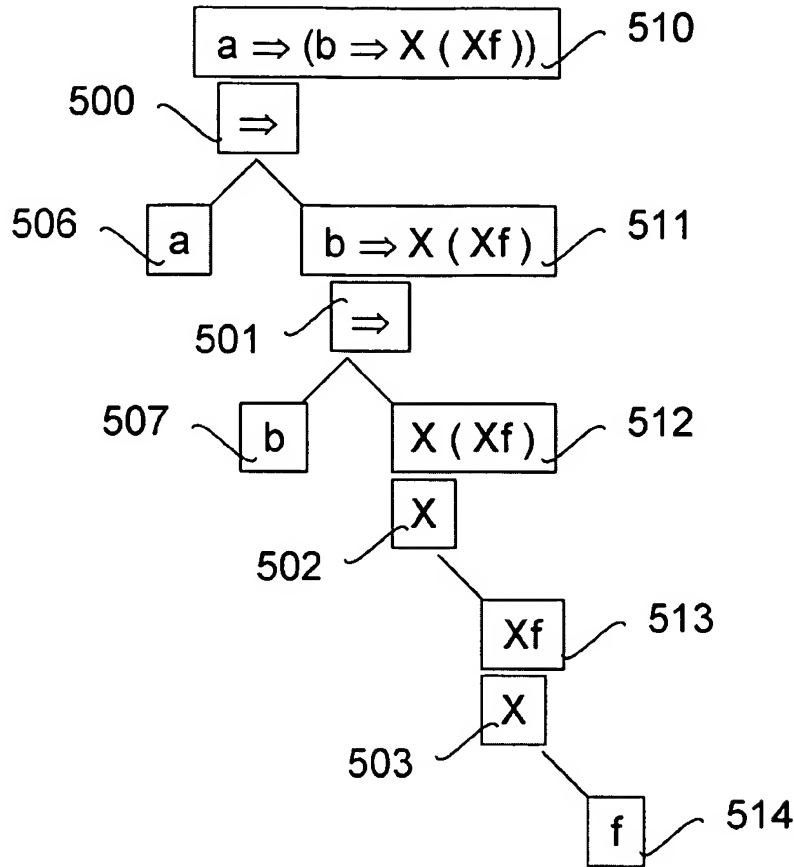 a ⇒ (b ⇒ X ( Xf )) 510
500 ⇒
506 a b ⇒ X ( Xf ) 511
501 ⇒
507 b X ( Xf ) 512
X
502
Xf 513
X
503
f 514